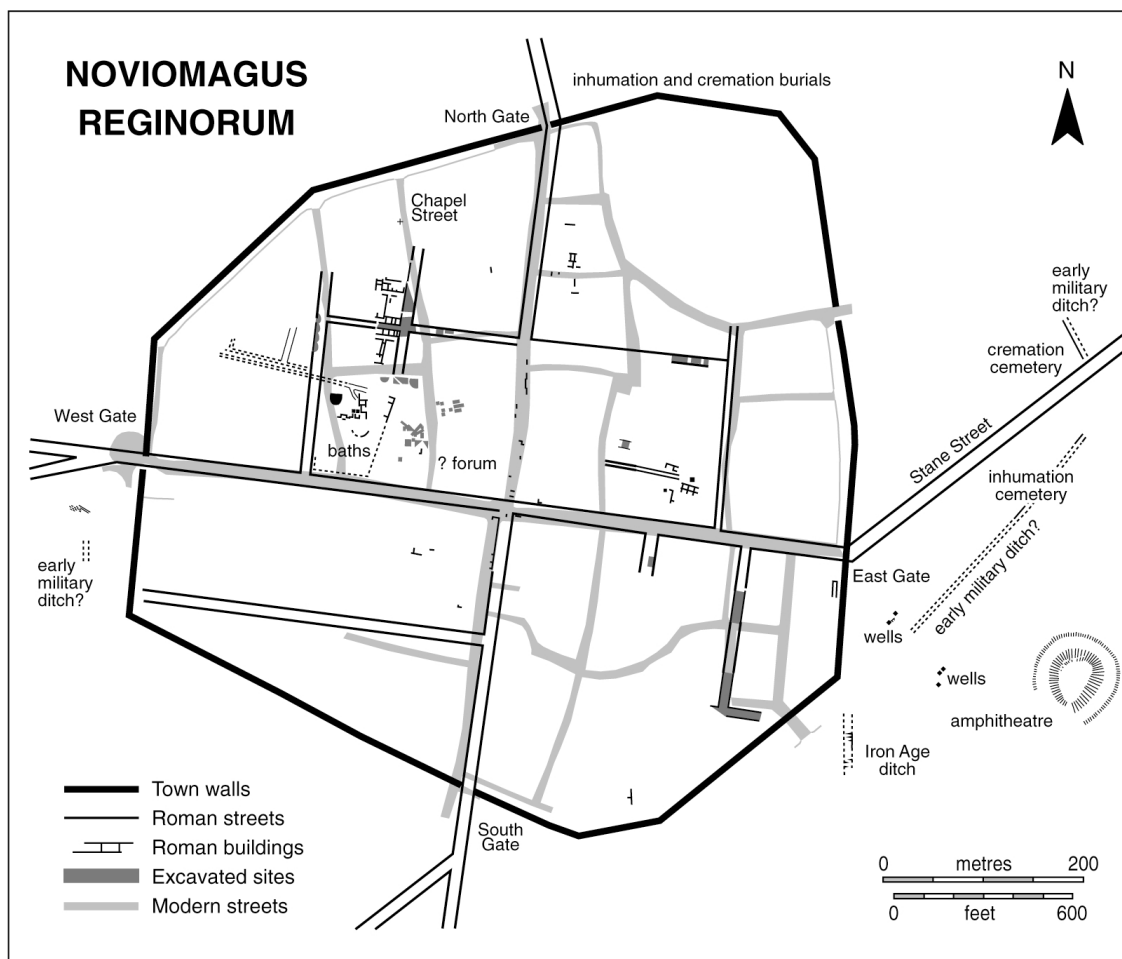 NOVIOMAGUS
REGINORUM
inhumation and cremation burials
N
North Gate
Chapel
Street
early
military
ditch?
cremation
cemetery
West Gate
baths
? forum
Stane Street
inhumation
cemetery
early military ditch?
early
military
ditch?
East Gate
wells
wells
amphitheatre
Iron Age
ditch
South
Gate
Town walls
Roman streets
Roman buildings
Excavated sites
Modern streets
0 metres 200
0 feet 600